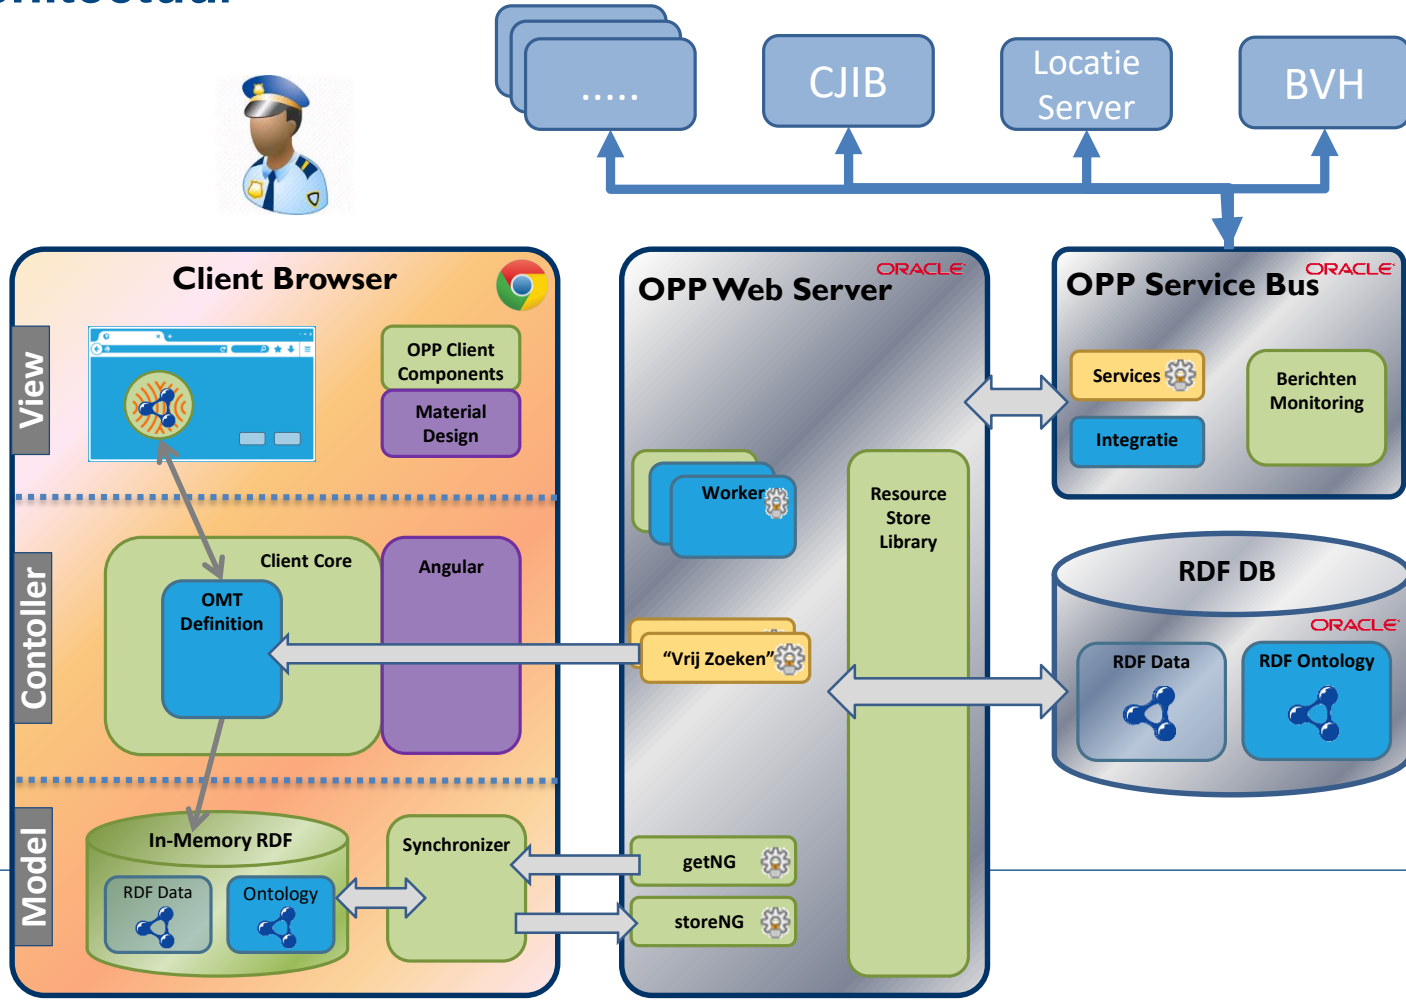 .....
CJIB
Locatie
Server
BVH
Client Browser
OPP Web Server
ORACLE
OPP Service Bus
ORACLE
View
OPP Client
Components
Material
Design
Services
Integratie
Berichten
Monitoring
Worker
Resource
Store
Library
Contoller
Client Core
OMT
Definition
Angular
"Vrij Zoeken"
RDF DB
ORACLE
RDF Data
RDF Ontology
Model
In-Memory RDF
RDF Data
Ontology
Synchronizer
getNG
storeNG